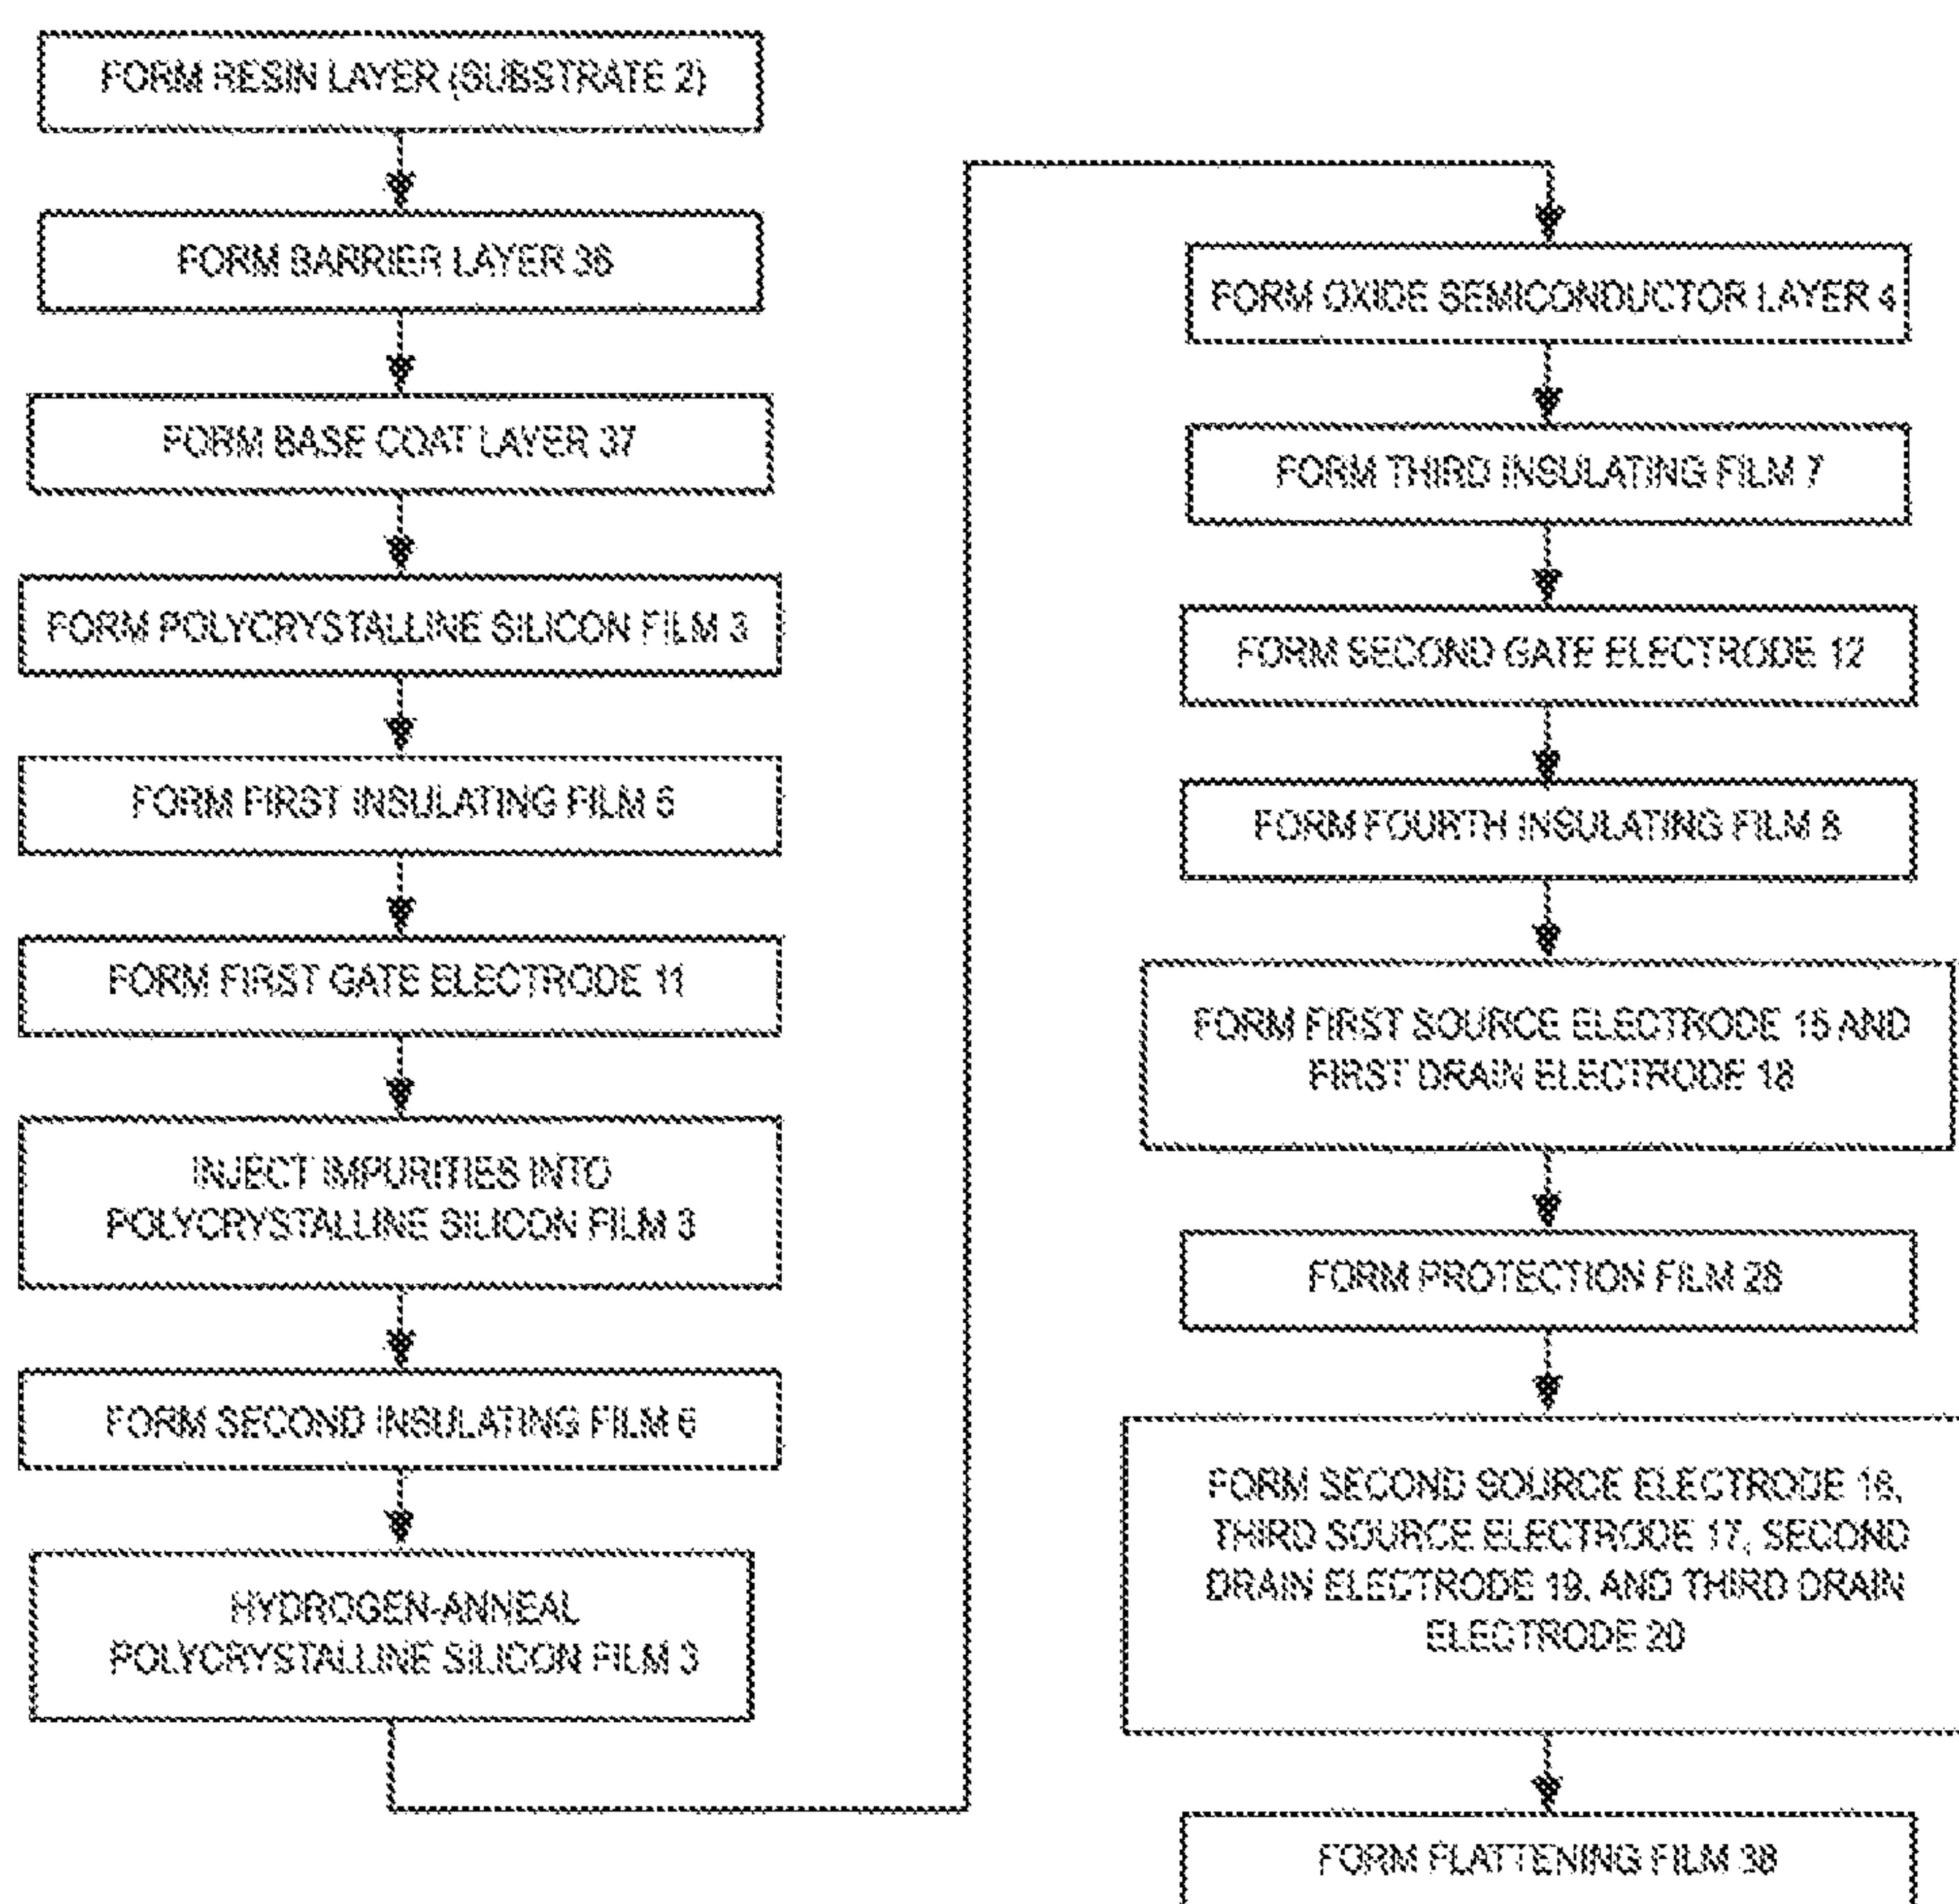 FORM RESIN LAYER (SUBSTRATE 2)
FORM BARRIER LAYER 36
FORM BASE COAT LAYER 37
FORM POLYCRYSTALLINE SILICON FILM 3
FORM FIRST INSULATING FILM 5
FORM FIRST GATE ELECTRODE 11
INJECT IMPURITIES INTO
POLYCRYSTALLINE SILICON FILM 3
FORM SECOND INSULATING FILM 6
HYDROGEN-ANNEAL
POLYCRYSTALLINE SILICON FILM 3
FORM OXIDE SEMICONDUCTOR LAYER 4
FORM THIRD INSULATING FILM 7
FORM SECOND GATE ELECTRODE 12
FORM FOURTH INSULATING FILM 8
FORM FIRST SOURCE ELECTRODE 15 AND
FIRST DRAIN ELECTRODE 18
FORM PROTECTION FILM 28
FORM SECOND SOURCE ELECTRODE 16,
THIRD SOURCE ELECTRODE 17, SECOND
DRAIN ELECTRODE 19, AND THIRD DRAIN
ELECTRODE 20
FORM FLATTENING FILM 38